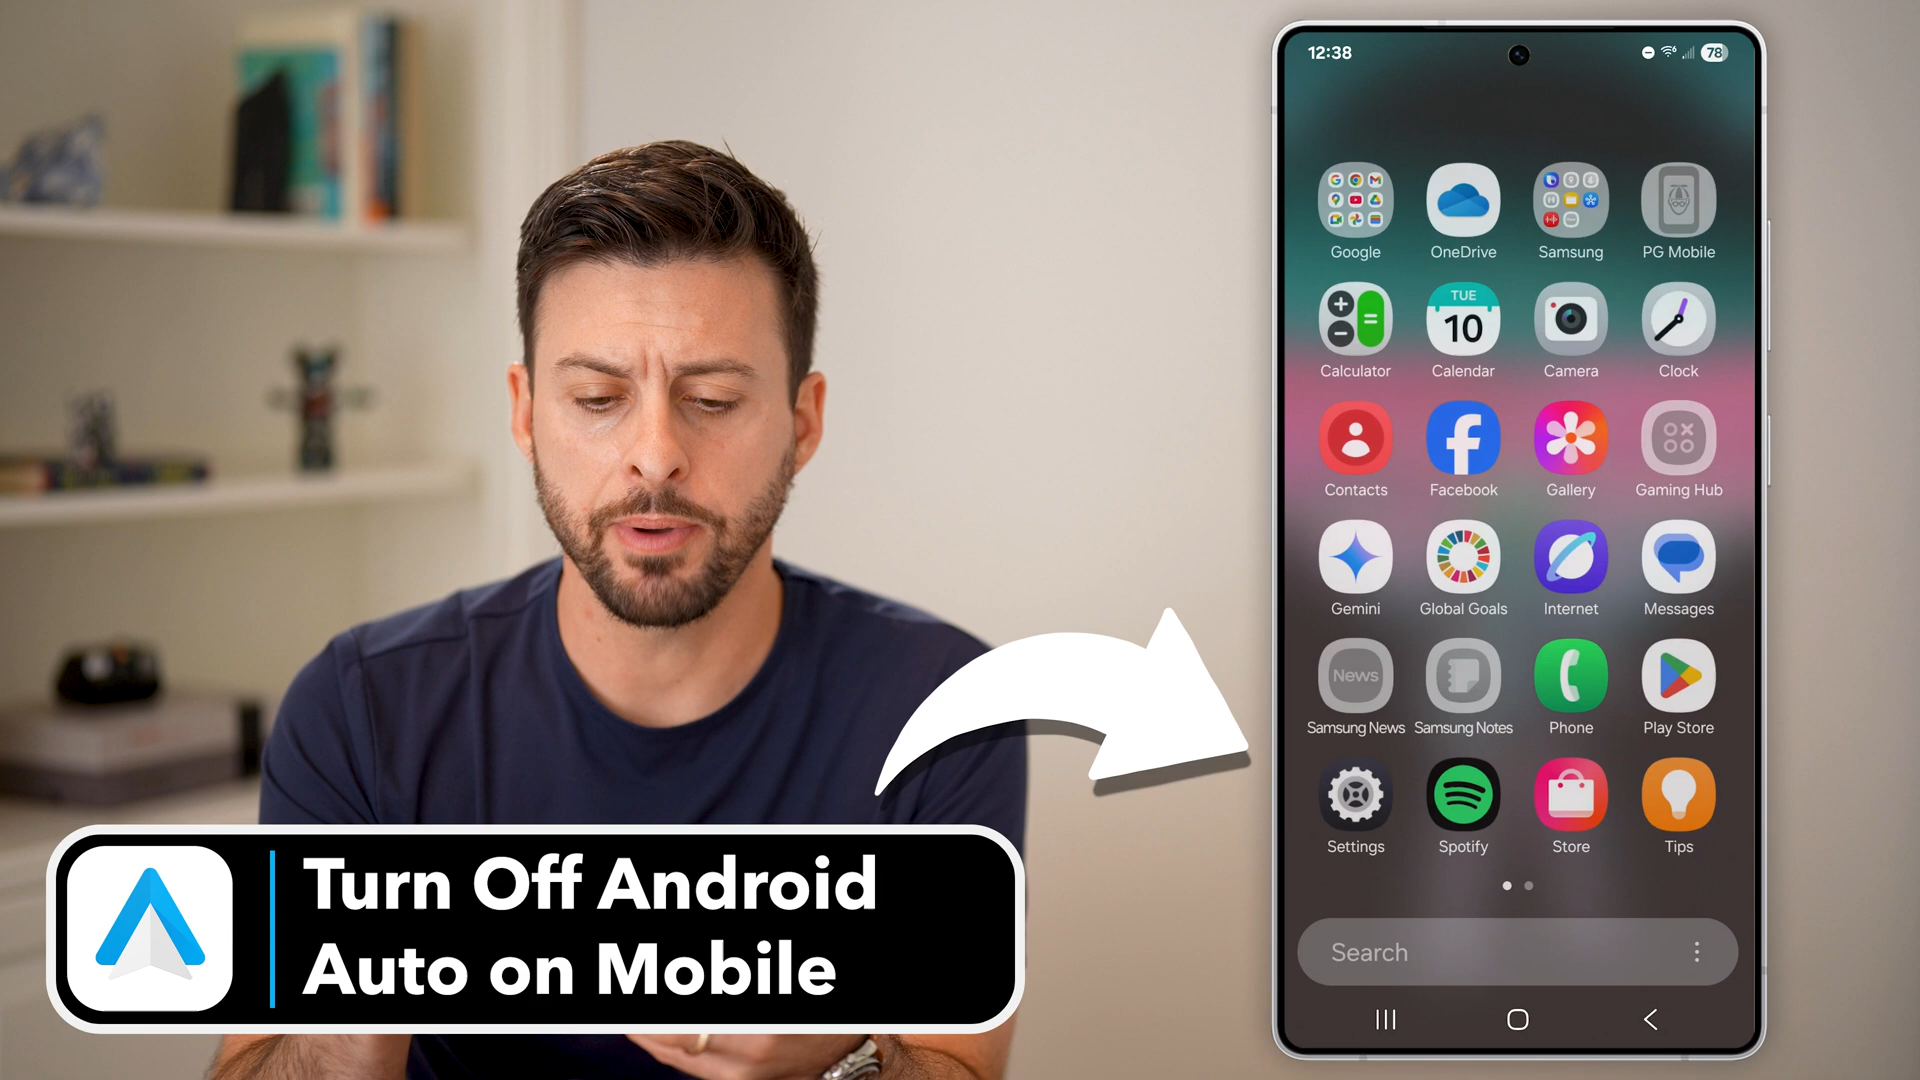 12:38
78
Google
OneDrive
Samsung
PG Mobile
TUE
10
Calculator
Calendar
Camera
Clock
Contacts
Facebook
Gallery
Gaming Hub
Gemini
Global Goals
Internet
Messages
News
Samsung News
Samsung Notes
Phone
Play Store
Settings
Spotify
Store
Tips
Search
Turn Off Android
Auto on Mobile